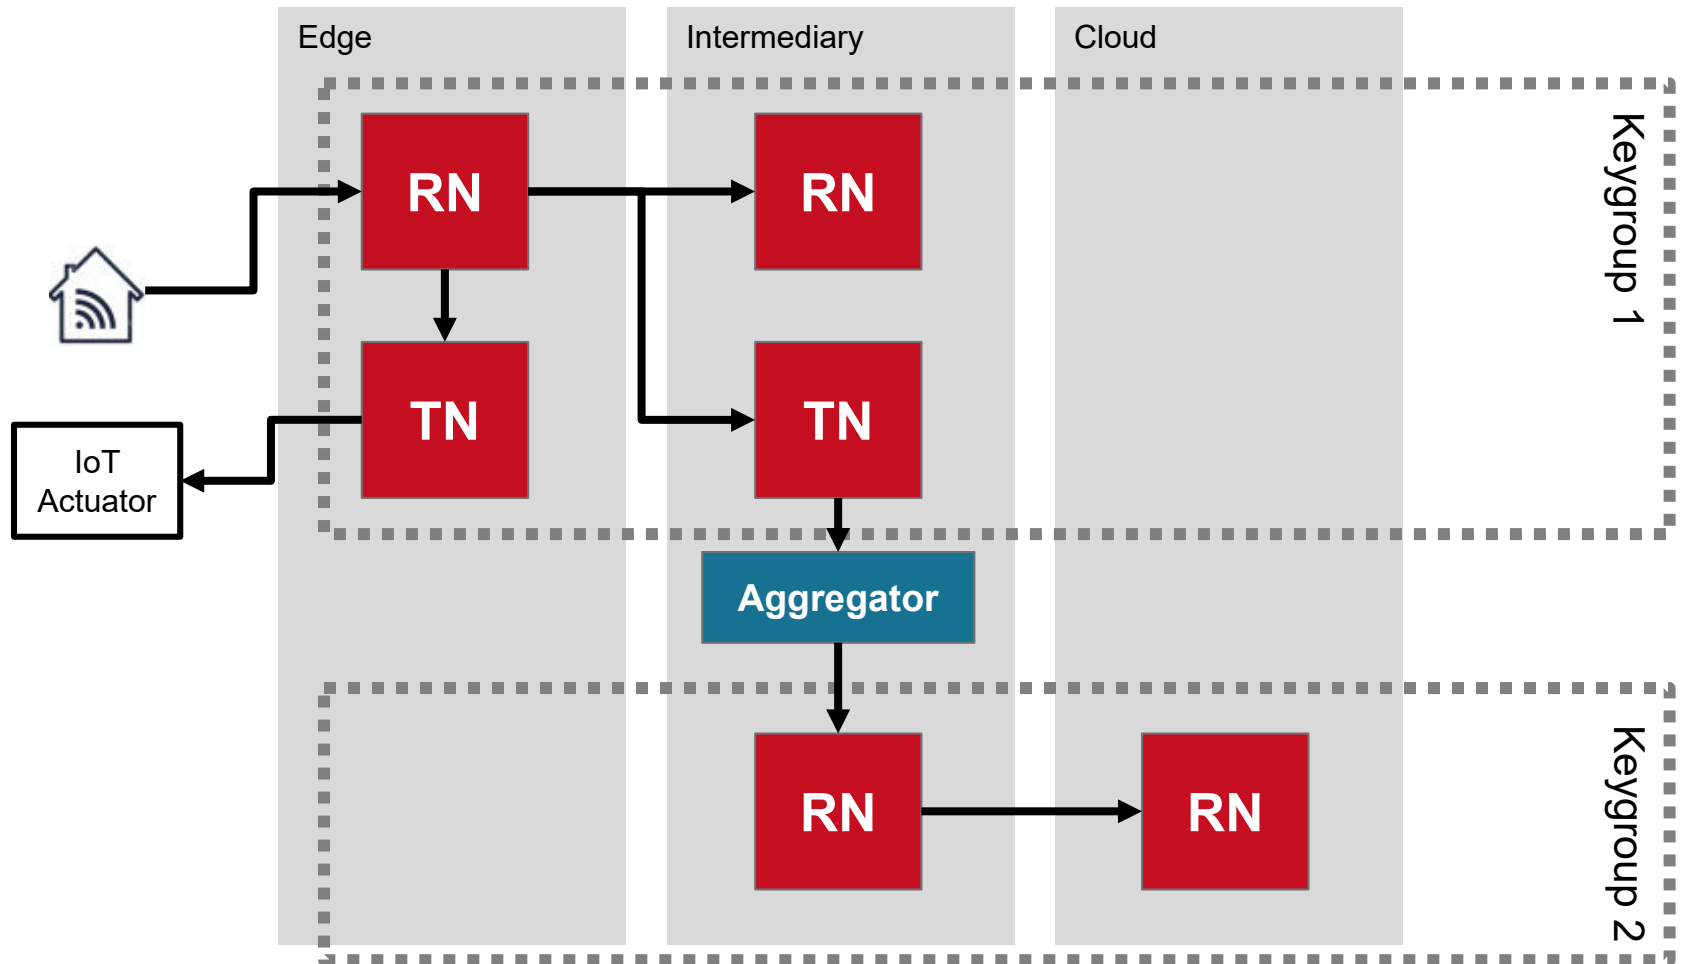 Edge
Intermediary
Cloud
RN
RN
Keygroup 1
TN
TN
IoT
Actuator
Aggregator
RN
RN
Keygroup 2